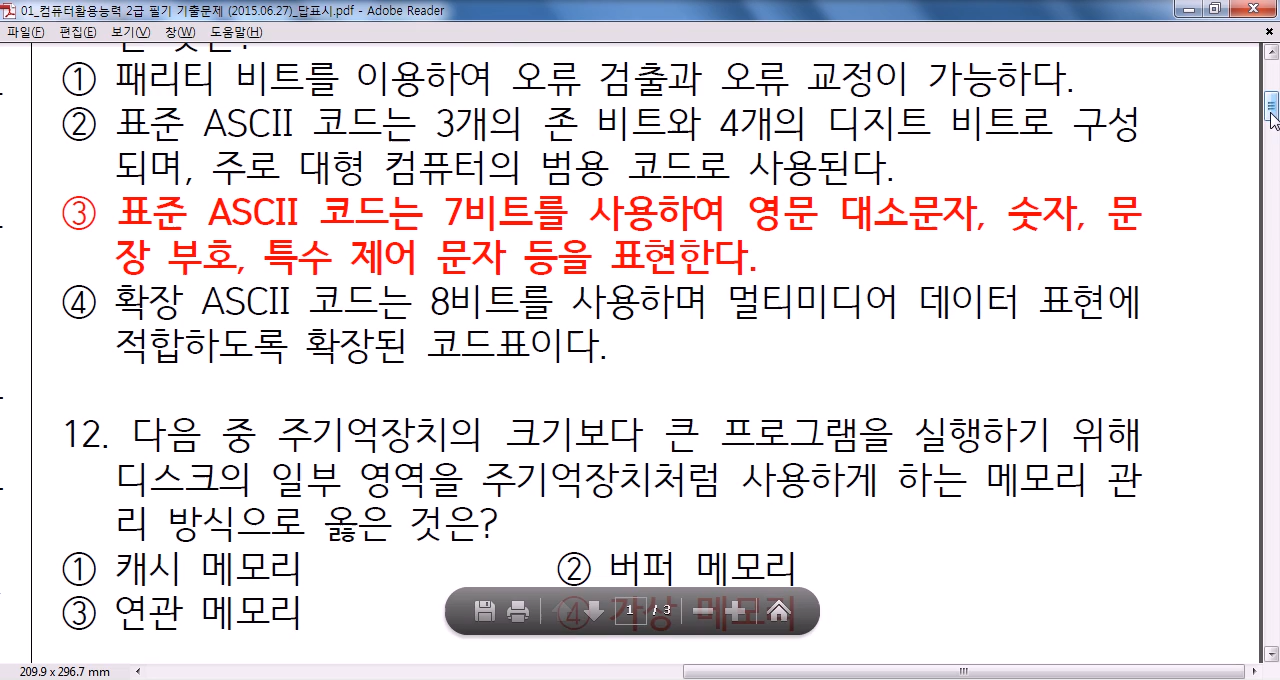 01_컴퓨터활용능력 2급 필기 기출문제 (2015.06.27)_답표시.pdf - Adobe Reader
파일(F) 편집(E) 보기(V) 창(W) 도움말(H)
은 것은?
① 패리티 비트를 이용하여 오류 검출과 오류 교정이 가능하다.
② 표준 ASCII 코드는 3개의 존 비트와 4개의 디지트 비트로 구성
되며, 주로 대형 컴퓨터의 범용 코드로 사용된다.
③ 표준 ASCII 코드는 7비트를 사용하여 영문 대소문자, 숫자, 문
장 부호, 특수 제어 문자 등을 표현한다.
④ 확장 ASCII 코드는 8비트를 사용하며 멀티미디어 데이터 표현에
적합하도록 확장된 코드표이다.
12. 다음 중 주기억장치의 크기보다 큰 프로그램을 실행하기 위해
디스크의 일부 영역을 주기억장치처럼 사용하게 하는 메모리 관
리 방식으로 옳은 것은?
① 캐시 메모리 ② 버퍼 메모리
③ 연관 메모리 ④ 가상 메모리
1 / 3
209.9 x 296.7 mm